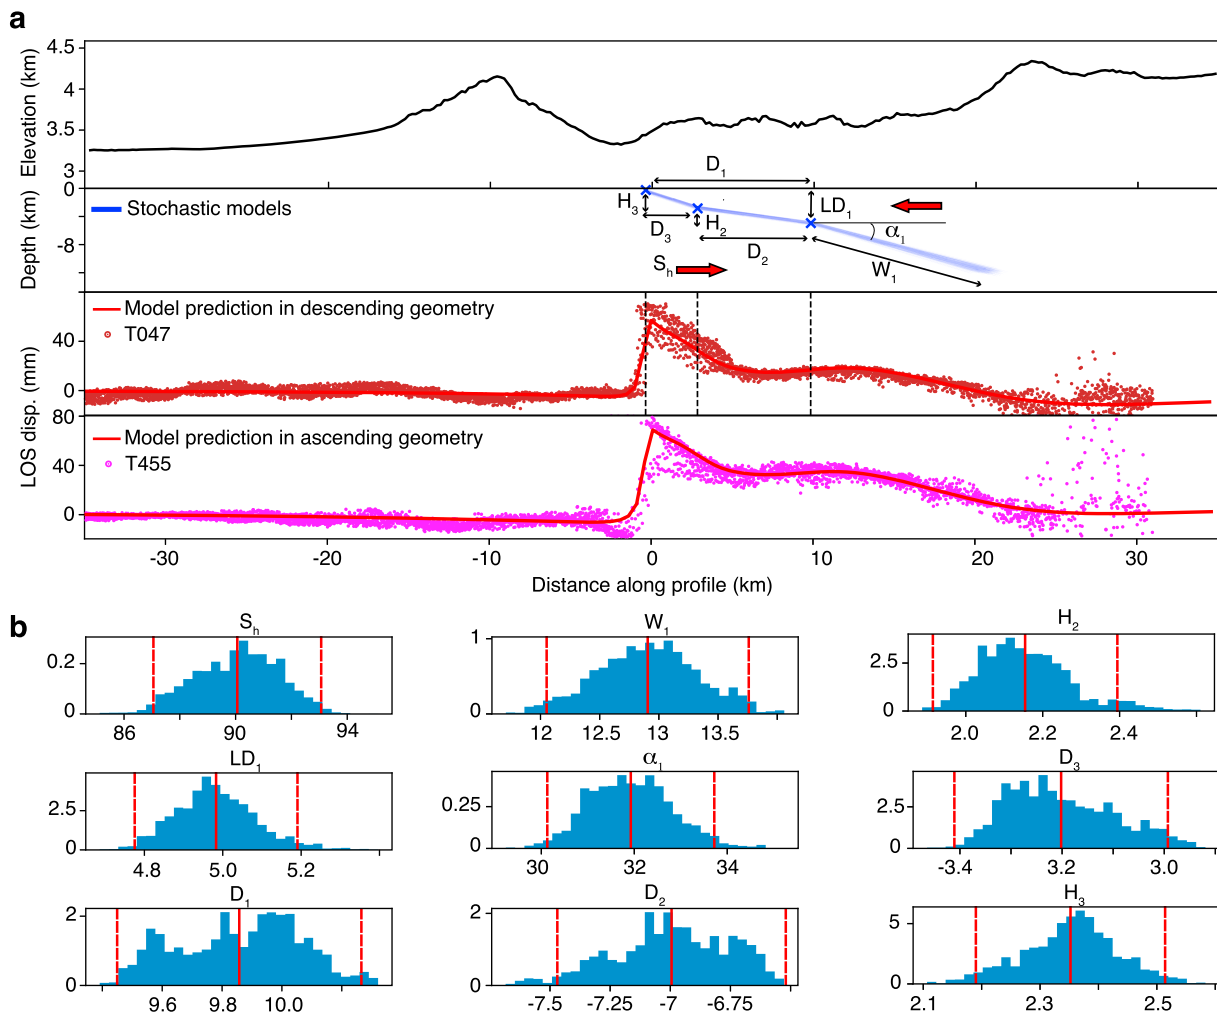 a
Elevation (km)
4.5
4
3.5
3
Depth (km)
0
-8
Stochastic models
D1
H3
D3
H2
D2
LD1
α1
W1
Sh
LOS disp. (mm)
Model prediction in descending geometry
T047
40
0
80
Model prediction in ascending geometry
T455
40
0
-30 -20 -10 0 10 20 30
Distance along profile (km)
b
Sh
0.2
0
86 90 94
W1
1
0
12 12.5 13 13.5
H2
2.5
0
2.0 2.2 2.4
LD1
2.5
0
4.8 5.0 5.2
α1
0.25
0
30 32 34
D3
2.5
0
-3.4 3.2 3.0
D1
2
0
9.6 9.8 10.0
D2
2
0
-7.5 -7.25 -7 -6.75
H3
5
0
2.1 2.3 2.5